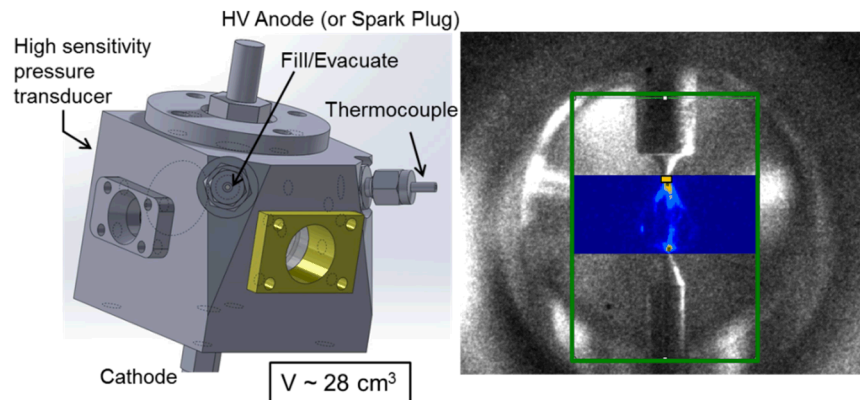 HV Anode (or Spark Plug)
High sensitivity
pressure
transducer
Fill/Evacuate
Thermocouple
Cathode
V ~ 28 cm³